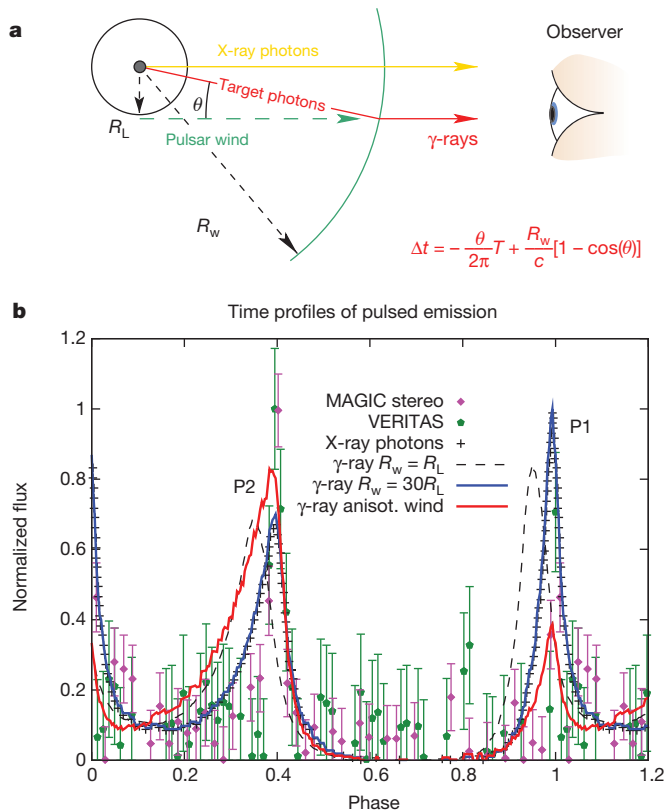 a
X-ray photons
Observer
Target photons
θ
R_L
Pulsar wind
γ-rays
R_w
Δt = − θ/2π T + R_w/c [1 − cos(θ)]
b
Time profiles of pulsed emission
1.2
1
0.8
0.6
0.4
0.2
0
Normalized flux
MAGIC stereo
VERITAS
X-ray photons
γ-ray R_w = R_L
γ-ray R_w = 30R_L
γ-ray anisot. wind
P1
P2
0
0.2
0.4
0.6
0.8
1
1.2
Phase